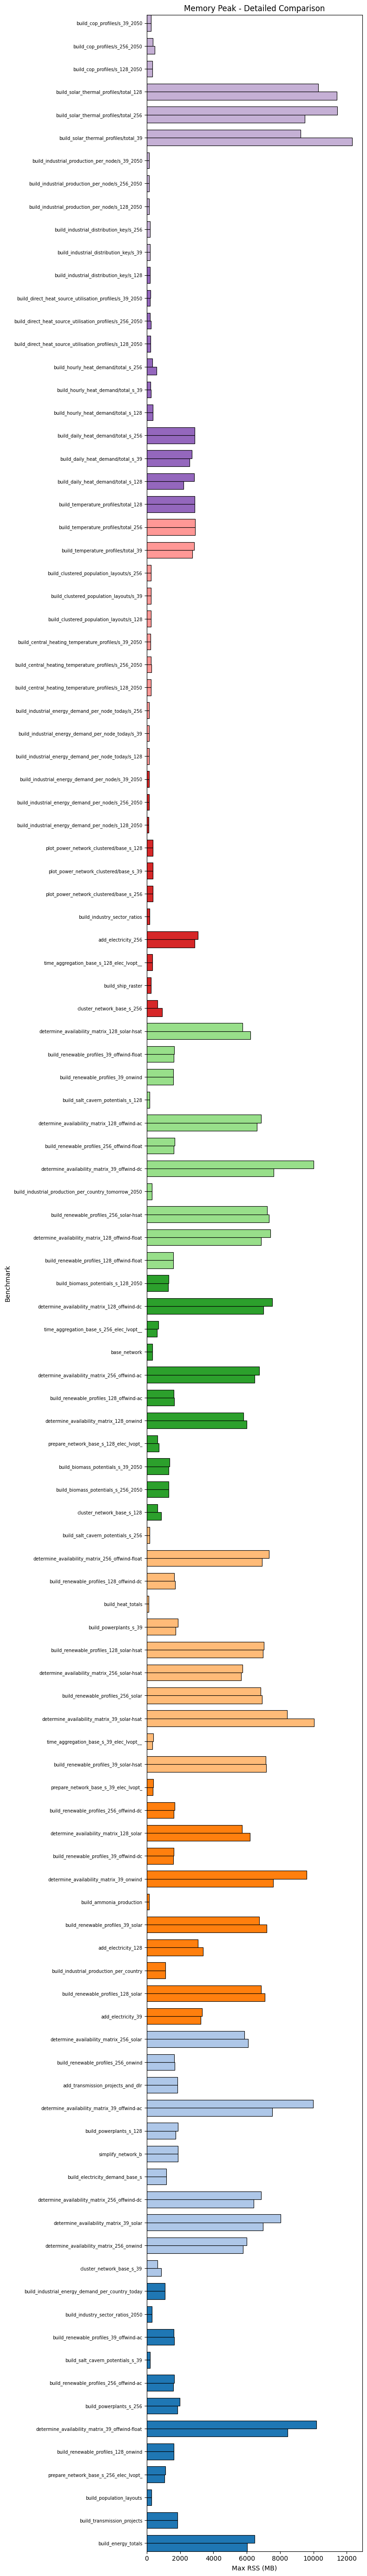 Memory Peak - Detailed Comparison
build_cop_profiles/s_39_2050
build_cop_profiles/s_256_2050
build_cop_profiles/s_128_2050
build_solar_thermal_profiles/total_128
build_solar_thermal_profiles/total_256
build_solar_thermal_profiles/total_39
build_industrial_production_per_node/s_39_2050
build_industrial_production_per_node/s_256_2050
build_industrial_production_per_node/s_128_2050
build_industrial_distribution_key/s_256
build_industrial_distribution_key/s_39
build_industrial_distribution_key/s_128
build_direct_heat_source_utilisation_profiles/s_39_2050
build_direct_heat_source_utilisation_profiles/s_256_2050
build_direct_heat_source_utilisation_profiles/s_128_2050
build_hourly_heat_demand/total_s_256
build_hourly_heat_demand/total_s_39
build_hourly_heat_demand/total_s_128
build_daily_heat_demand/total_s_256
build_daily_heat_demand/total_s_39
build_daily_heat_demand/total_s_128
build_temperature_profiles/total_128
build_temperature_profiles/total_256
build_temperature_profiles/total_39
build_clustered_population_layouts/s_256
build_clustered_population_layouts/s_39
build_clustered_population_layouts/s_128
build_central_heating_temperature_profiles/s_39_2050
build_central_heating_temperature_profiles/s_256_2050
build_central_heating_temperature_profiles/s_128_2050
build_industrial_energy_demand_per_node_today/s_256
build_industrial_energy_demand_per_node_today/s_39
build_industrial_energy_demand_per_node_today/s_128
build_industrial_energy_demand_per_node/s_39_2050
build_industrial_energy_demand_per_node/s_256_2050
build_industrial_energy_demand_per_node/s_128_2050
plot_power_network_clustered/base_s_128
plot_power_network_clustered/base_s_39
plot_power_network_clustered/base_s_256
build_industry_sector_ratios
add_electricity_256
time_aggregation_base_s_128_elec_lvopt__
build_ship_raster
cluster_network_base_s_256
determine_availability_matrix_128_solar-hsat
build_renewable_profiles_39_offwind-float
build_renewable_profiles_39_onwind
build_salt_cavern_potentials_s_128
determine_availability_matrix_128_offwind-ac
build_renewable_profiles_256_offwind-float
determine_availability_matrix_39_offwind-dc
build_industrial_production_per_country_tomorrow_2050
build_renewable_profiles_256_solar-hsat
determine_availability_matrix_128_offwind-float
build_renewable_profiles_128_offwind-float
build_biomass_potentials_s_128_2050
determine_availability_matrix_128_offwind-dc
time_aggregation_base_s_256_elec_lvopt__
base_network
determine_availability_matrix_256_offwind-ac
build_renewable_profiles_128_offwind-ac
determine_availability_matrix_128_onwind
prepare_network_base_s_128_elec_lvopt_
build_biomass_potentials_s_39_2050
build_biomass_potentials_s_256_2050
cluster_network_base_s_128
build_salt_cavern_potentials_s_256
determine_availability_matrix_256_offwind-float
build_renewable_profiles_128_offwind-dc
build_heat_totals
build_powerplants_s_39
build_renewable_profiles_128_solar-hsat
determine_availability_matrix_256_solar-hsat
build_renewable_profiles_256_solar
determine_availability_matrix_39_solar-hsat
time_aggregation_base_s_39_elec_lvopt__
build_renewable_profiles_39_solar-hsat
prepare_network_base_s_39_elec_lvopt_
build_renewable_profiles_256_offwind-dc
determine_availability_matrix_128_solar
build_renewable_profiles_39_offwind-dc
determine_availability_matrix_39_onwind
build_ammonia_production
build_renewable_profiles_39_solar
add_electricity_128
build_industrial_production_per_country
build_renewable_profiles_128_solar
add_electricity_39
determine_availability_matrix_256_solar
build_renewable_profiles_256_onwind
add_transmission_projects_and_dlr
determine_availability_matrix_39_offwind-ac
build_powerplants_s_128
simplify_network_b
build_electricity_demand_base_s
determine_availability_matrix_256_offwind-dc
determine_availability_matrix_39_solar
determine_availability_matrix_256_onwind
cluster_network_base_s_39
build_industrial_energy_demand_per_country_today
build_industry_sector_ratios_2050
build_renewable_profiles_39_offwind-ac
build_salt_cavern_potentials_s_39
build_renewable_profiles_256_offwind-ac
build_powerplants_s_256
determine_availability_matrix_39_offwind-float
build_renewable_profiles_128_onwind
prepare_network_base_s_256_elec_lvopt_
build_population_layouts
build_transmission_projects
build_energy_totals
Benchmark
0 2000 4000 6000 8000 10000 12000
Max RSS (MB)